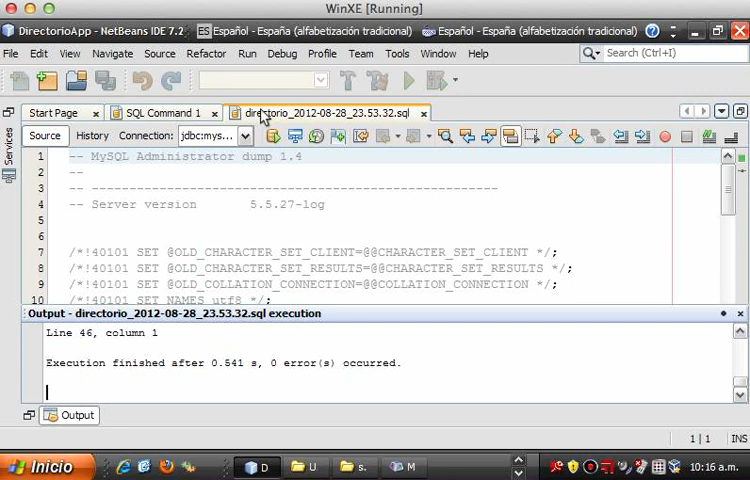 WinXE [Running]
DirectorioApp - NetBeans IDE 7.2
ES Español - España (alfabetización tradicional)
Español - España (alfabetización tradicional)
File Edit View Navigate Source Refactor Run Debug Profile Team Tools Window Help
Search (Ctrl+I)
Start Page
SQL Command 1
directorio_2012-08-28_23.53.32.sql
Services
Source History Connection: jdbc:mys...
1 -- MySQL Administrator dump 1.4
2 --
3 -- ------------------------------------------------------
4 -- Server version 5.5.27-log
5
6
7 /*!40101 SET @OLD_CHARACTER_SET_CLIENT=@@CHARACTER_SET_CLIENT */;
8 /*!40101 SET @OLD_CHARACTER_SET_RESULTS=@@CHARACTER_SET_RESULTS */;
9 /*!40101 SET @OLD_COLLATION_CONNECTION=@@COLLATION_CONNECTION */;
10 /*!40101 SET NAMES utf8 */;
Output - directorio_2012-08-28_23.53.32.sql execution
Line 46, column 1
Execution finished after 0.541 s, 0 error(s) occurred.
Output
1 | 1 INS
Inicio
D
U
s.
M
10:16 a.m.